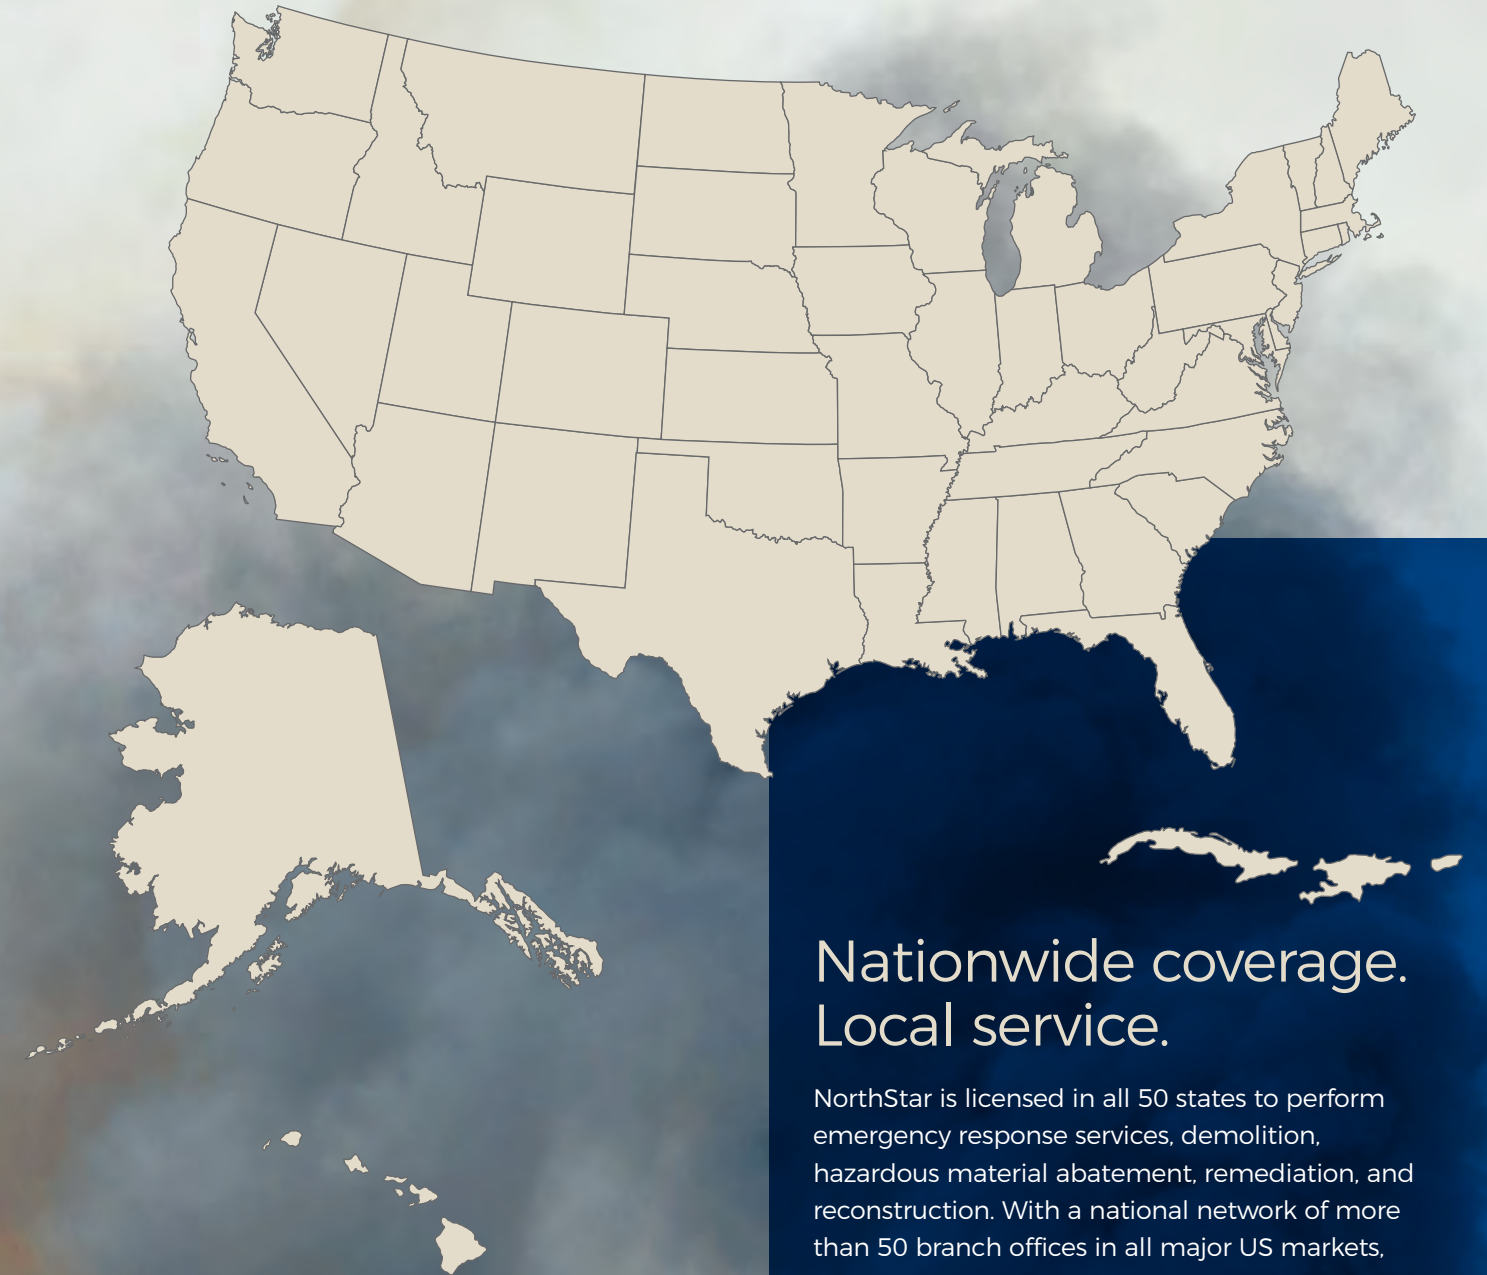 Nationwide coverage.
Local service.
NorthStar is licensed in all 50 states to perform
emergency response services, demolition,
hazardous material abatement, remediation, and
reconstruction. With a national network of more
than 50 branch offices in all major US markets,